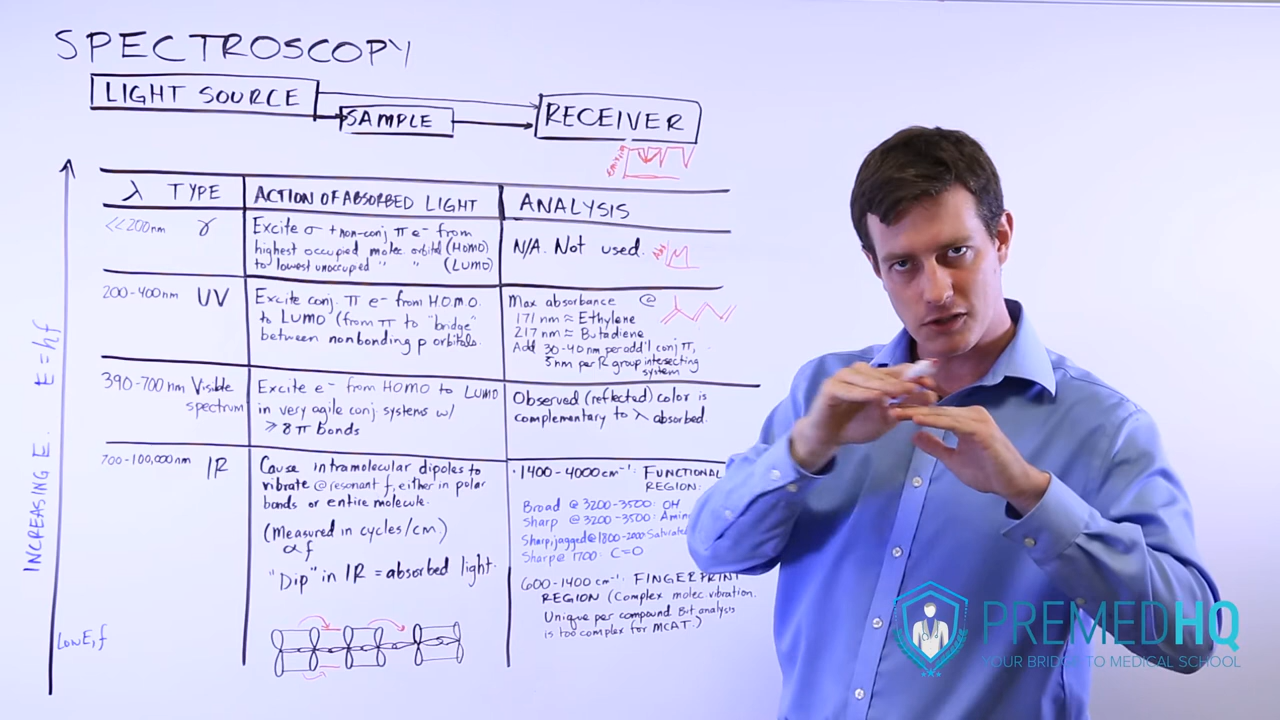 SPECTROSCOPY
LIGHT SOURCE
SAMPLE
RECEIVER
λ TYPE
ACTION OF ABSORBED LIGHT
ANALYSIS
<<200nm γ
Excite σ + non-conj π e- from
highest occupied molec orbital (HOMO)
to lowest unoccupied " " (LUMO)
N/A. Not used.
200-400nm UV
Excite conj. π e- from HOMO.
to LUMO (from π to "bridge"
between nonbonding p orbitals.
Max absorbance @
171 nm ≈ Ethylene
217 nm ≈ Butadiene
Add 30-40 nm per add'l conj π,
5 nm per R group intersecting
system
390-700 nm Visible
spectrum
Excite e- from HOMO to LUMO
in very agile conj. systems w/
≥ 8 π bonds
Observed (reflected) color is
complementary to λ absorbed.
700-100,000nm IR
Cause intramolecular dipoles to
vibrate @ resonant f, either in polar
bonds or entire molecule.
(Measured in cycles/cm)
α f
"Dip" in IR = absorbed light.
· 1400-4000cm-1: FUNCTIONAL
REGION:
Broad @ 3200-3500: OH
Sharp @ 3200-3500: Amin
Sharp, jagged @ 1800-2000 Saturate
Sharp @ 1700: C=O
600-1400 cm-1: FINGERPRINT
REGION (Complex molec. vibration.
Unique per compound. But analysis
is too complex for MCAT.)
INCREASING E. E=hf
LOW E, f
PREMEDHQ
YOUR BRIDGE TO MEDICAL SCHOOL